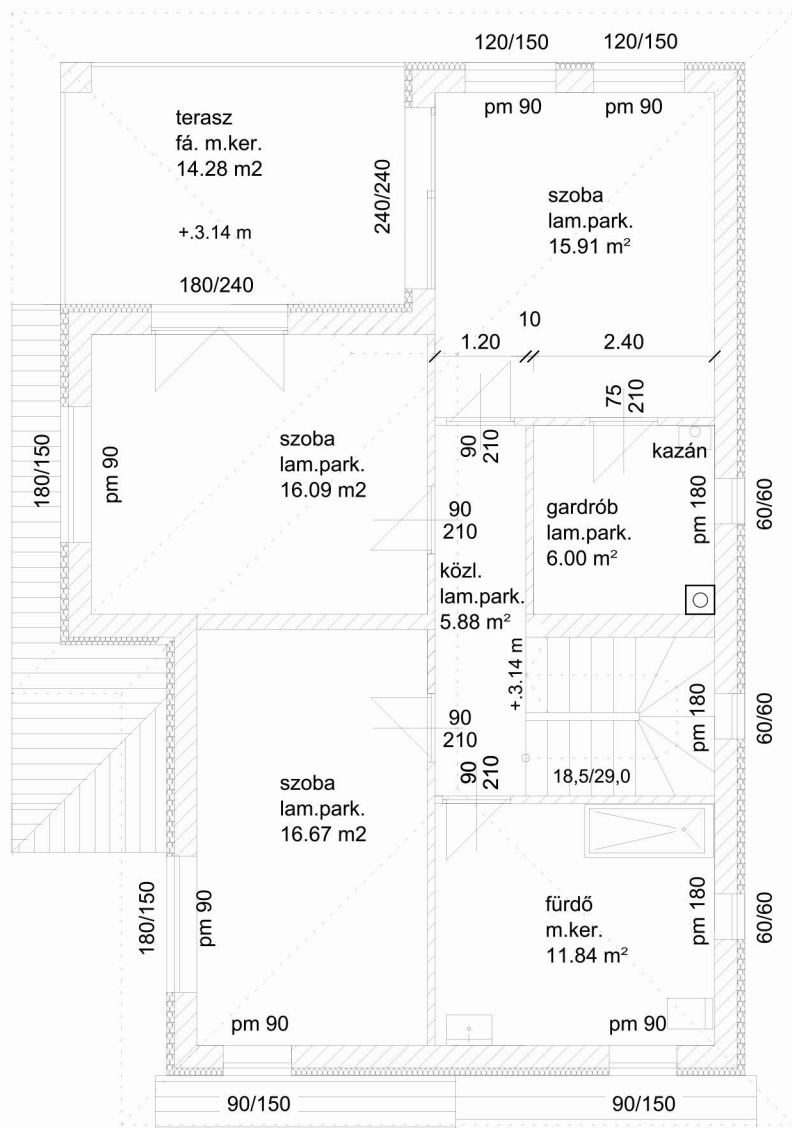 120/150
120/150
pm 90
pm 90
terasz
fá. m.ker.
14.28 m2
+.3.14 m
240/240
180/240
szoba
lam.park.
15.91 m²
10
1.20
2.40
75
210
90
210
kazán
180/150
pm 90
szoba
lam.park.
16.09 m2
90
210
gardrób
lam.park.
6.00 m²
pm 180
60/60
közl.
lam.park.
5.88 m²
+.3.14 m
90
210
pm 180
60/60
90
210
18,5/29,0
szoba
lam.park.
16.67 m2
180/150
pm 90
fürdő
m.ker.
11.84 m²
pm 180
60/60
pm 90
pm 90
90/150
90/150